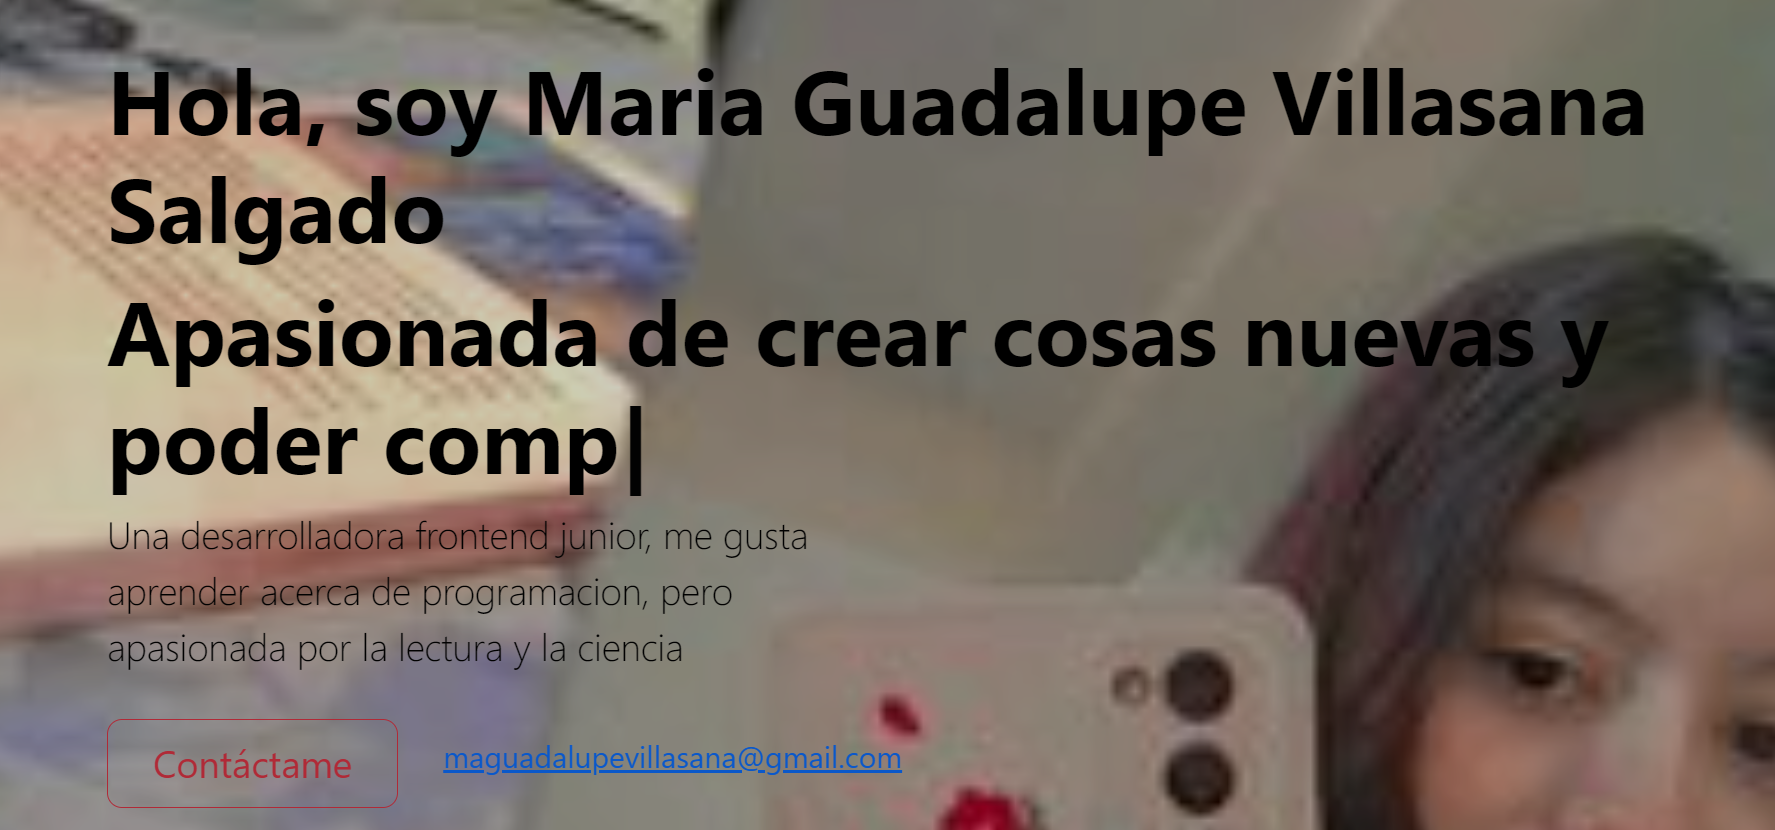 Hola, soy Maria Guadalupe Villasana
Salgado
Apasionada de crear cosas nuevas y
poder comp|
Una desarrolladora frontend junior, me gusta
aprender acerca de programacion, pero
apasionada por la lectura y la ciencia
Contáctame
maguadalupevillasana@gmail.com